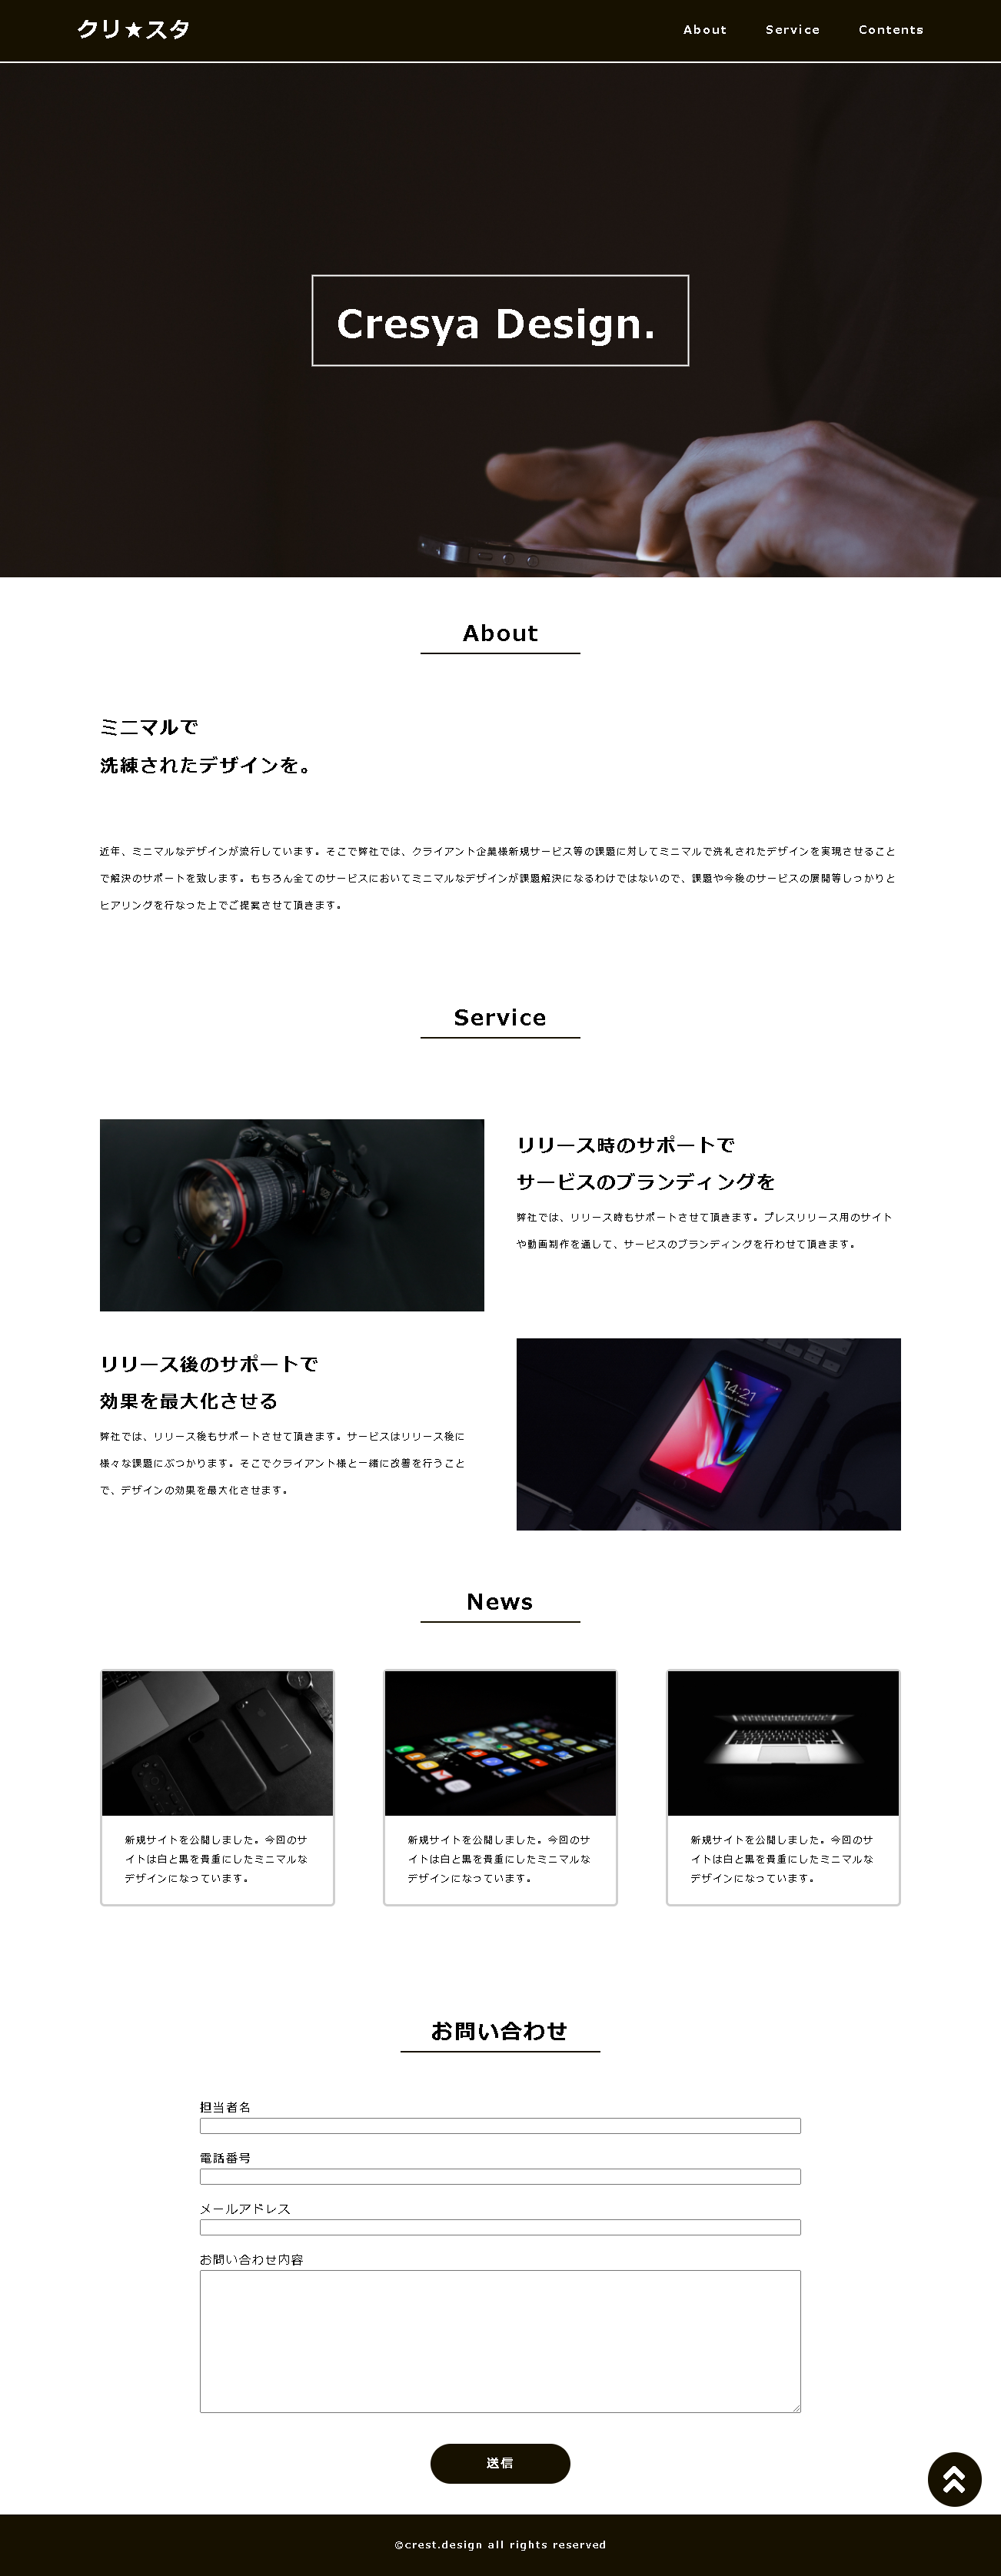 クリ★スタ
About Service Contents
Cresya Design.
About
ミニマルで
洗練されたデザインを。
近年、ミニマルなデザインが流行しています。そこで弊社では、クライアント企業様新規サービス等の課題に対してミニマルで洗礼されたデザインを実現させること
で解決のサポートを致します。もちろん全てのサービスにおいてミニマルなデザインが課題解決になるわけではないので、課題や今後のサービスの展開等しっかりと
ヒアリングを行なった上でご提案させて頂きます。
Service
リリース時のサポートで
サービスのブランディングを
弊社では、リリース時もサポートさせて頂きます。プレスリリース用のサイト
や動画制作を通して、サービスのブランディングを行わせて頂きます。
リリース後のサポートで
効果を最大化させる
弊社では、リリース後もサポートさせて頂きます。サービスはリリース後に
様々な課題にぶつかります。そこでクライアント様と一緒に改善を行うこと
で、デザインの効果を最大化させます。
14:21
News
新規サイトを公開しました。今回のサ
イトは白と黒を貴重にしたミニマルな
デザインになっています。
新規サイトを公開しました。今回のサ
イトは白と黒を貴重にしたミニマルな
デザインになっています。
新規サイトを公開しました。今回のサ
イトは白と黒を貴重にしたミニマルな
デザインになっています。
お問い合わせ
担当者名
電話番号
メールアドレス
お問い合わせ内容
送信
©crest.design all rights reserved